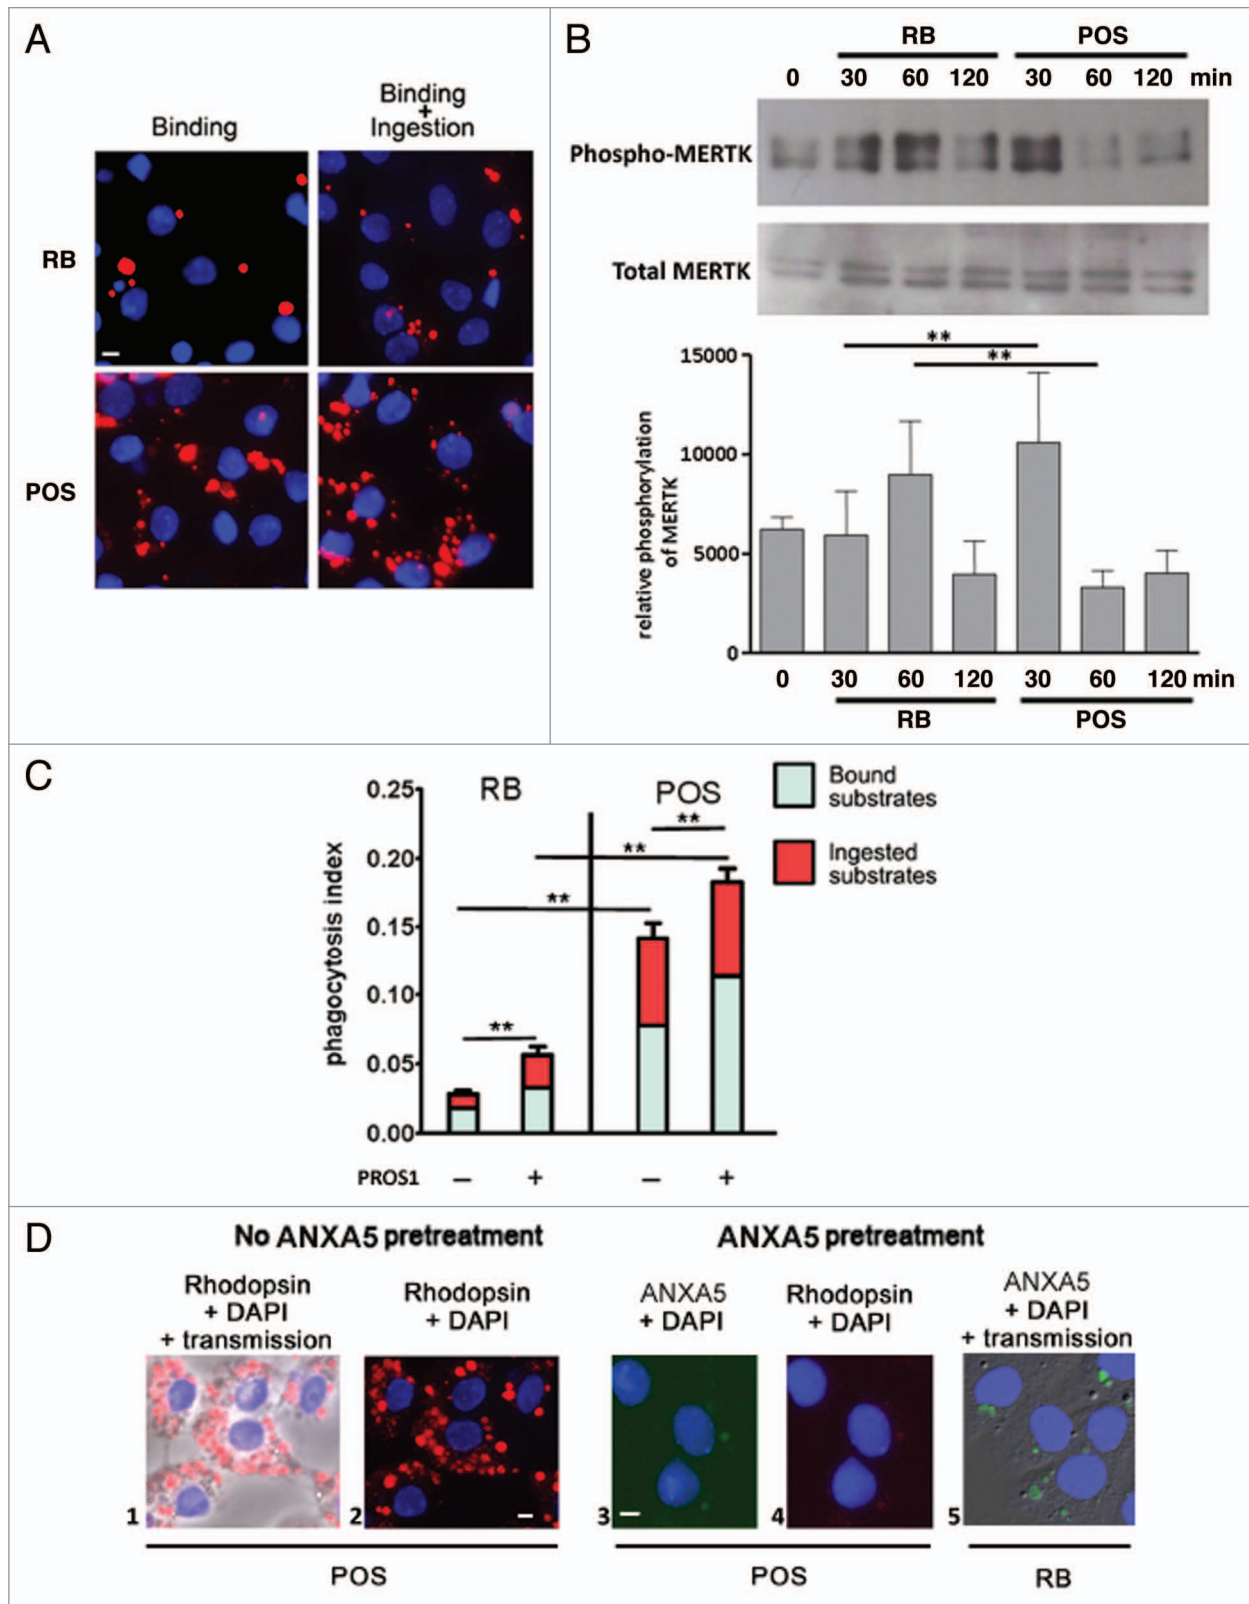 A
Binding
Binding
+
Ingestion
RB
POS
B
RB POS
0 30 60 120 30 60 120 min
Phospho-MERTK
Total MERTK
**
**
15000
10000
5000
0
relative phosphorylation
of MERTK
0 30 60 120 30 60 120 min
RB POS
C
0.25
0.20
0.15
0.10
0.05
0.00
phagocytosis index
RB POS
**
**
**
**
Bound
substrates
Ingested
substrates
PROS1 – + – +
D
No ANXA5 pretreatment
ANXA5 pretreatment
Rhodopsin
+ DAPI
+ transmission
Rhodopsin
+ DAPI
ANXA5
+ DAPI
Rhodopsin
+ DAPI
ANXA5
+ DAPI
+ transmission
1 2 3 4 5
POS POS RB